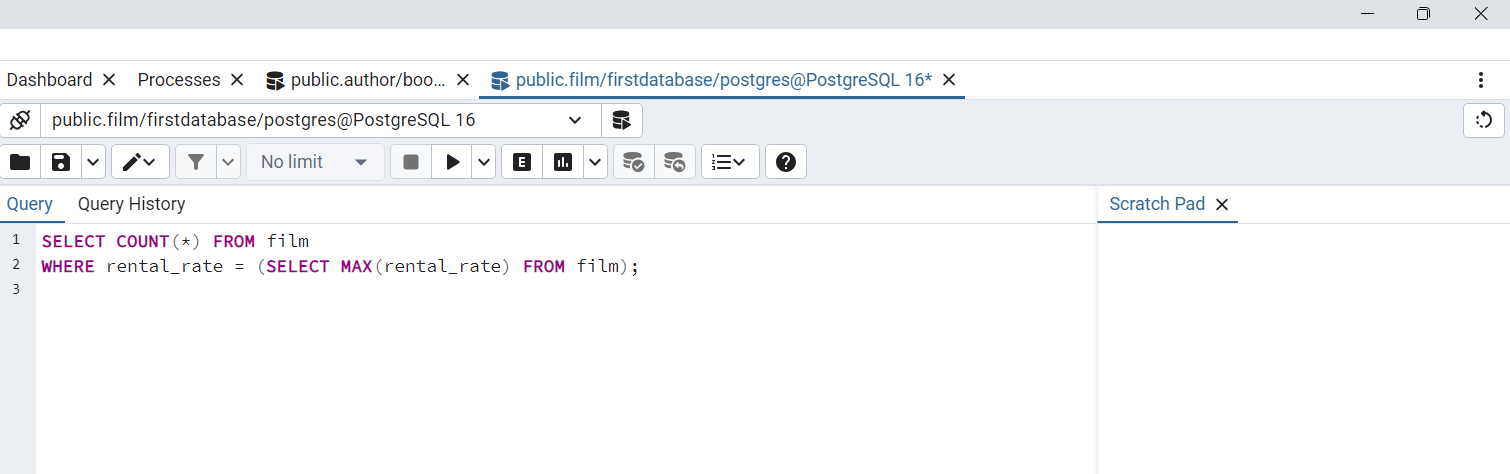 Dashboard Processes public.author/boo... public.film/firstdatabase/postgres@PostgreSQL 16*
public.film/firstdatabase/postgres@PostgreSQL 16
No limit E
Query Query History Scratch Pad
1 SELECT COUNT(*) FROM film
2 WHERE rental_rate = (SELECT MAX(rental_rate) FROM film);
3